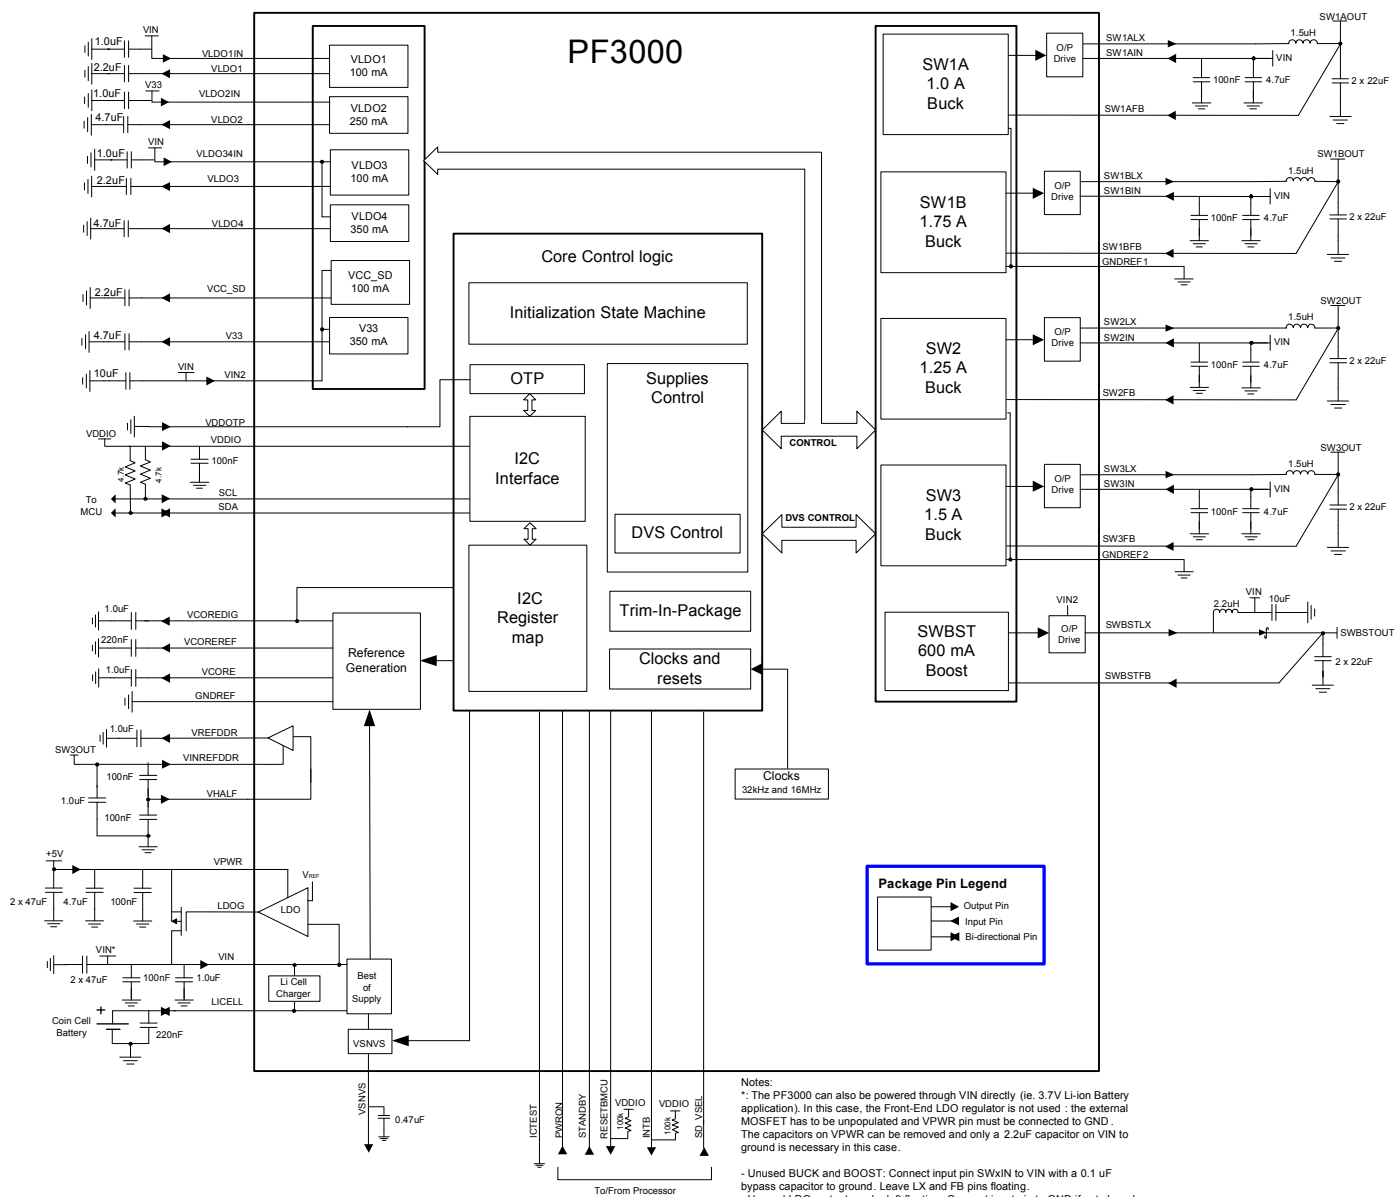 PF3000
VIN
1.0uF
VLDO1IN
2.2uF
VLDO1
1.0uF
V33
VLDO2IN
4.7uF
VLDO2
VIN
1.0uF
VLDO34IN
2.2uF
VLDO3
4.7uF
VLDO4
2.2uF
VCC_SD
4.7uF
V33
10uF
VIN
VIN2
VLDO1
100 mA
VLDO2
250 mA
VLDO3
100 mA
VLDO4
350 mA
VCC_SD
100 mA
V33
350 mA
VDDOTP
VDDIO
VDDIO
4.7k
4.7k
100nF
To
MCU
SCL
SDA
Core Control logic
Initialization State Machine
OTP
I2C
Interface
I2C
Register
map
Supplies
Control
DVS Control
Trim-In-Package
Clocks and
resets
CONTROL
DVS CONTROL
Clocks
32kHz and 16MHz
1.0uF
VCOREDIG
220nF
VCOREREF
1.0uF
VCORE
GNDREF
Reference
Generation
1.0uF
VREFDDR
SW3OUT
VINREFDDR
100nF
1.0uF
VHALF
100nF
+5V
VPWR
2 x 47uF
4.7uF
100nF
LDOG
LDO
VREF
VIN*
VIN
2 x 47uF
100nF
1.0uF
Li Cell
Charger
Best
of
Supply
LICELL
+
Coin Cell
Battery
220nF
VSNVS
VSNVS
0.47uF
ICTEST
PWRON
STANDBY
RESETBMCU
VDDIO
100k
INTB
VDDIO
100k
SD_VSEL
To/From Processor
SW1A
1.0 A
Buck
O/P
Drive
SW1ALX
SW1AIN
SW1AFB
SW1AOUT
1.5uH
VIN
100nF
4.7uF
2 x 22uF
SW1B
1.75 A
Buck
O/P
Drive
SW1BLX
SW1BIN
SW1BFB
GNDREF1
SW1BOUT
1.5uH
VIN
100nF
4.7uF
2 x 22uF
SW2
1.25 A
Buck
O/P
Drive
SW2LX
SW2IN
SW2FB
SW2OUT
1.5uH
VIN
100nF
4.7uF
2 x 22uF
SW3
1.5 A
Buck
O/P
Drive
SW3LX
SW3IN
SW3FB
GNDREF2
SW3OUT
1.5uH
VIN
100nF
4.7uF
2 x 22uF
SWBST
600 mA
Boost
VIN2
O/P
Drive
SWBSTLX
SWBSTFB
2.2uH
VIN
10uF
SWBSTOUT
2 x 22uF
Package Pin Legend
Output Pin
Input Pin
Bi-directional Pin
Notes:
*: The PF3000 can also be powered through VIN directly (ie. 3.7V Li-ion Battery
application). In this case, the Front-End LDO regulator is not used : the external
MOSFET has to be unpopulated and VPWR pin must be connected to GND .
The capacitors on VPWR can be removed and only a 2.2uF capacitor on VIN to
ground is necessary in this case.
- Unused BUCK and BOOST: Connect input pin SWxIN to VIN with a 0.1 uF
bypass capacitor to ground. Leave LX and FB pins floating.